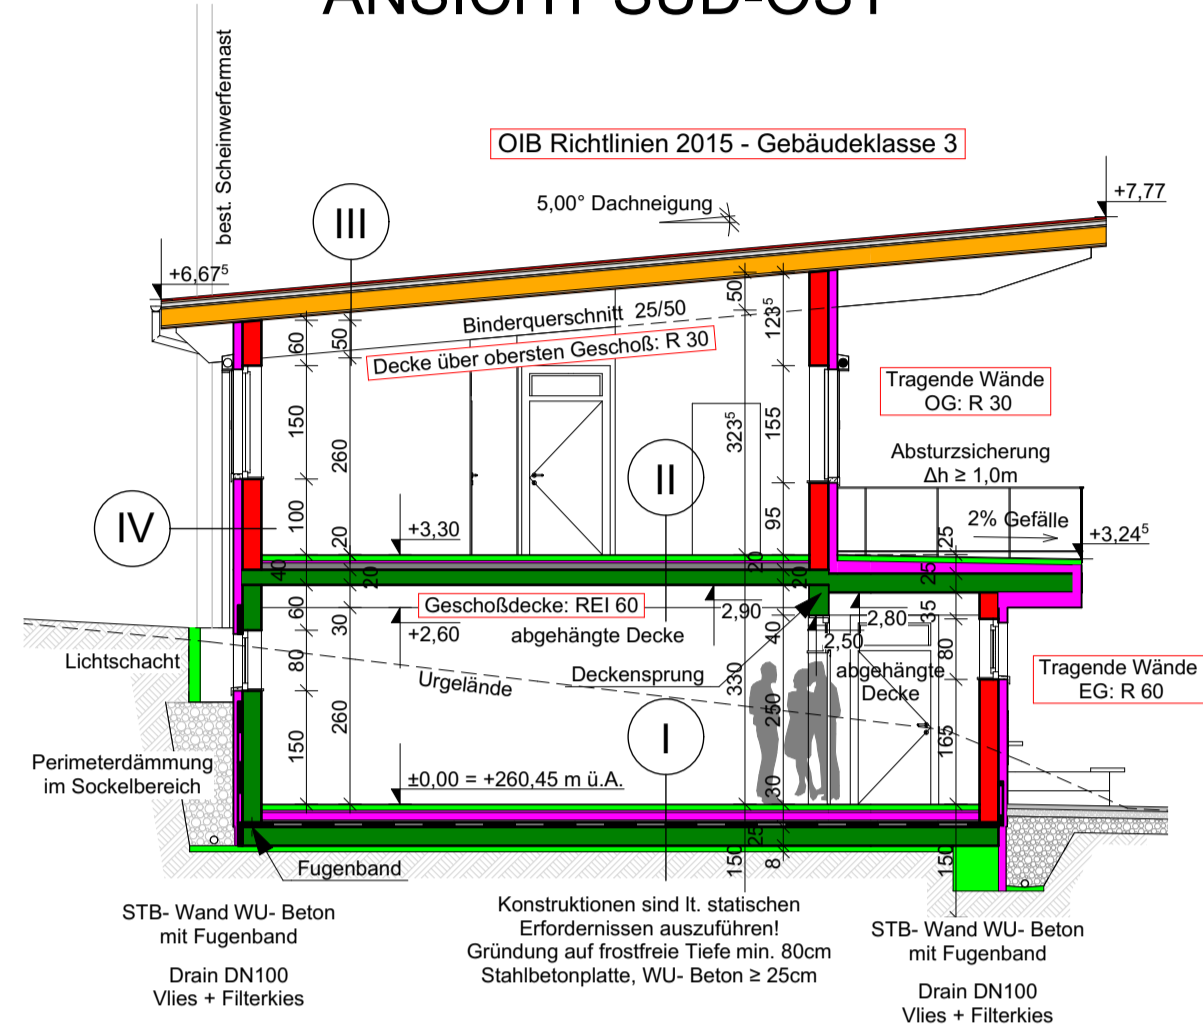 ANSICHT SÜD-OST
best. Scheinwerfermast
OIB Richtlinien 2015 - Gebäudeklasse 3
5,00° Dachneigung
+7,77
III
+6,67⁵
Binderquerschnitt 25/50
Decke über obersten Geschoß: R 30
60
50
50
123⁵
Tragende Wände
OG: R 30
150
260
323⁵
155
Absturzsicherung
Δh ≥ 1,0m
II
IV
100
20
+3,30
95
2% Gefälle
25
+3,24⁵
40
20
20
20
25
60
30
Geschoßdecke: REI 60
+2,60
abgehängte Decke
2,90
40
2,50
2,80
35
Lichtschacht
80
Urgelände
Deckensprung
330
abgehängte
Decke
80
Tragende Wände
EG: R 60
I
260
250
165
150
Perimeterdämmung
im Sockelbereich
±0,00 = +260,45 m ü.A.
30
25
150
8
150
Fugenband
STB- Wand WU- Beton
mit Fugenband
Drain DN100
Vlies + Filterkies
Konstruktionen sind lt. statischen
Erfordernissen auszuführen!
Gründung auf frostfreie Tiefe min. 80cm
Stahlbetonplatte, WU- Beton ≥ 25cm
STB- Wand WU- Beton
mit Fugenband
Drain DN100
Vlies + Filterkies